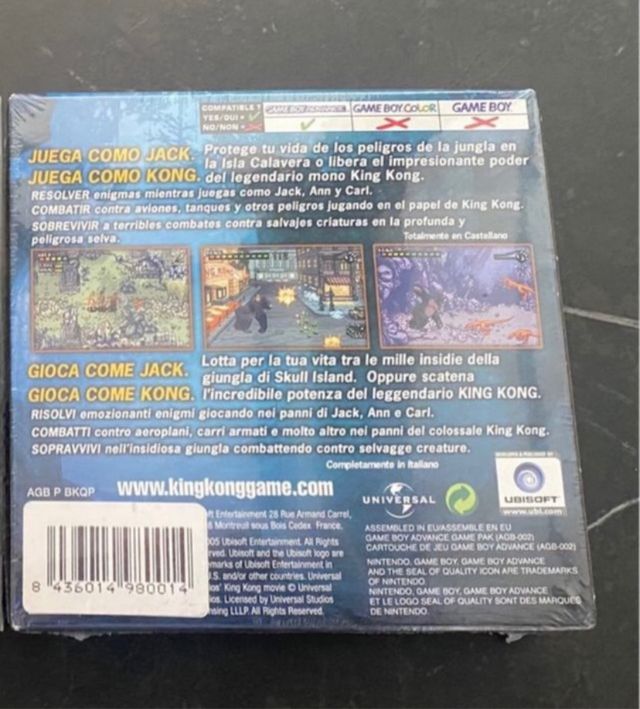 COMPATIBLE ? GAME BOY ADVANCE GAME BOY COLOR GAME BOY
YES/OUI =
NO/NON =
JUEGA COMO JACK. Protege tu vida de los peligros de la jungla en
la Isla Calavera o libera el impresionante poder
JUEGA COMO KONG. del legendario mono King Kong.
RESOLVER enigmas mientras juegas como Jack, Ann y Carl.
COMBATIR contra aviones, tanques y otros peligros jugando en el papel de King Kong.
SOBREVIVIR a terribles combates contra salvajes criaturas en la profunda y
peligrosa selva.
Totalmente en Castellano
GIOCA COME JACK. Lotta per la tua vita tra le mille insidie della
giungla di Skull Island. Oppure scatena
GIOCA COME KONG. l'incredibile potenza del leggendario KING KONG.
RISOLVI emozionanti enigmi giocando nei panni di Jack, Ann e Carl.
COMBATTI contro aeroplani, carri armati e molto altro nei panni del colossale King Kong.
SOPRAVVIVI nell'insidiosa giungla combattendo contro selvagge creature.
Completamente in Italiano
AGB P BKQP
www.kingkonggame.com
UNIVERSAL
DEVELOPED & PUBLISHED BY
UBISOFT
www.ubi.com
ft Entertainment 28 Rue Armand Carrel,
8 Montreuil sous Bois Cedex France.
005 Ubisoft Entertainment. All Rights
rved. Ubisoft and the Ubisoft logo are
marks of Ubisoft Entertainment in
.S. and/or other countries. Universal
ios' King Kong movie © Universal
ios. Licensed by Universal Studios
nsing LLLP. All Rights Reserved.
ASSEMBLED IN EU/ASSEMBLE EN EU
GAME BOY ADVANCE GAME PAK (AGB-002)
CARTOUCHE DE JEU GAME BOY ADVANCE (AGB-002)
NINTENDO, GAME BOY, GAME BOY ADVANCE
AND THE SEAL OF QUALITY ICON ARE TRADEMARKS
OF NINTENDO.
NINTENDO, GAME BOY, GAME BOY ADVANCE
ET LE LOGO SEAL OF QUALITY SONT DES MARQUES
DE NINTENDO.
8 436014 980014